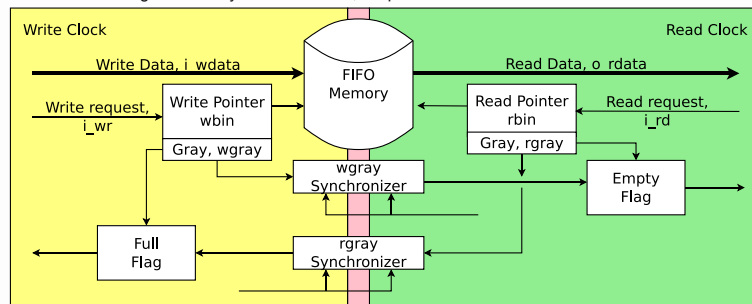 Write Clock
Read Clock
Write Data, i_wdata
FIFO
Memory
Read Data, o_rdata
Write request,
i_wr
Write Pointer
wbin
Gray, wgray
Read Pointer
rbin
Gray, rgray
Read request,
i_rd
wgray
Synchronizer
Empty
Flag
Full
Flag
rgray
Synchronizer